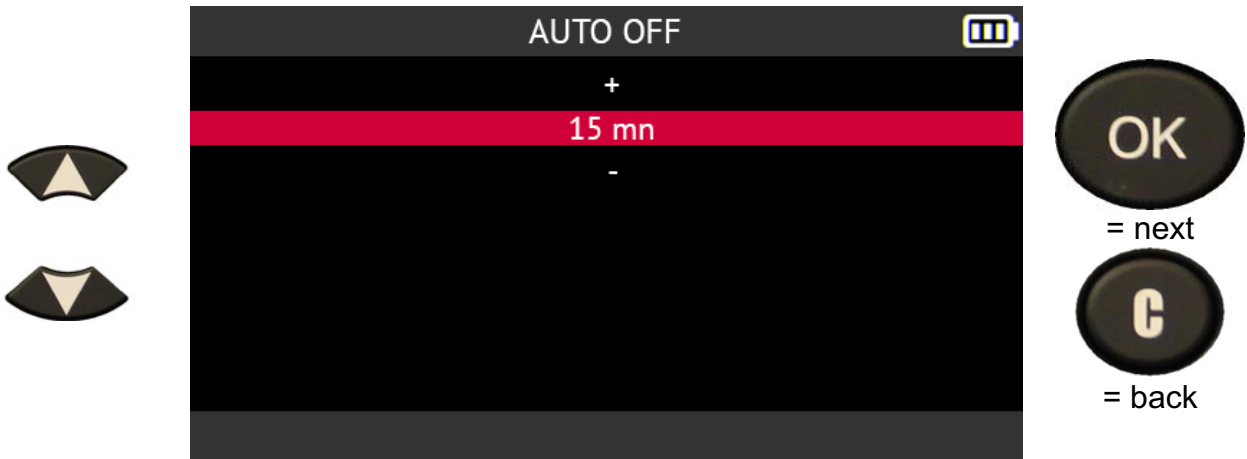 AUTO OFF
+
15 mn
-
OK
= next
C
= back